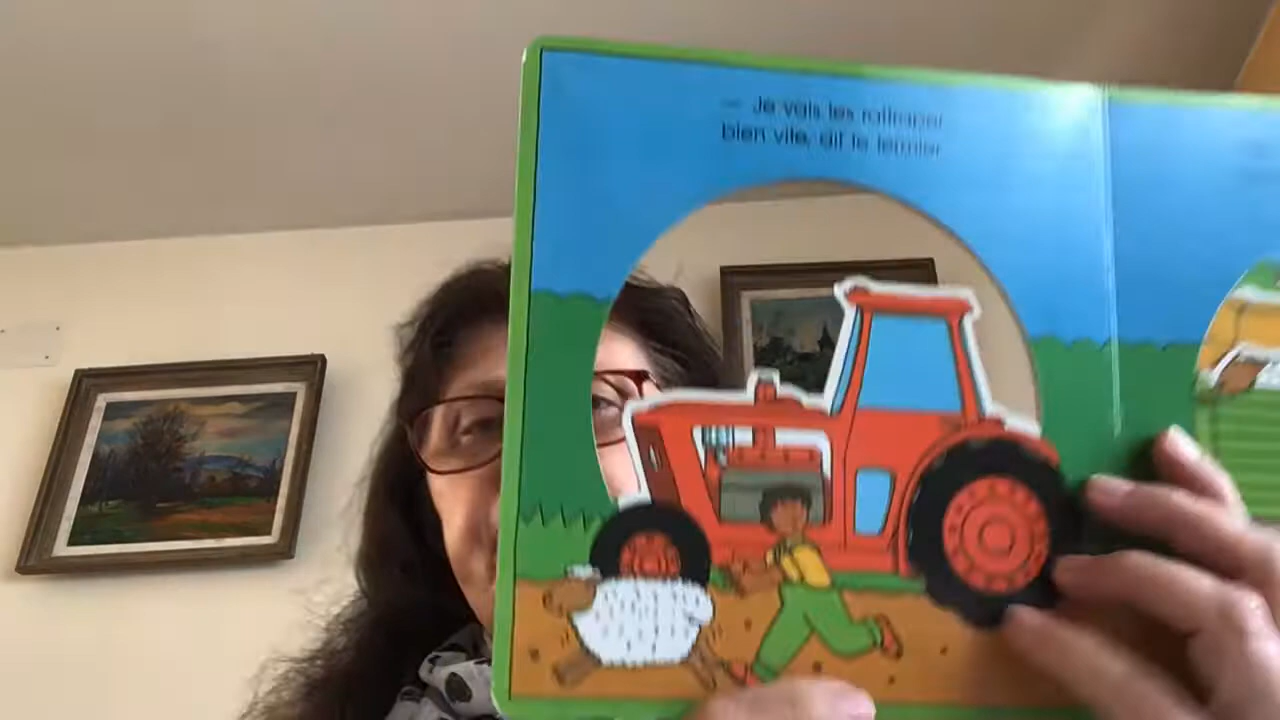 — Je vais les rattraper
bien vite, dit le fermier